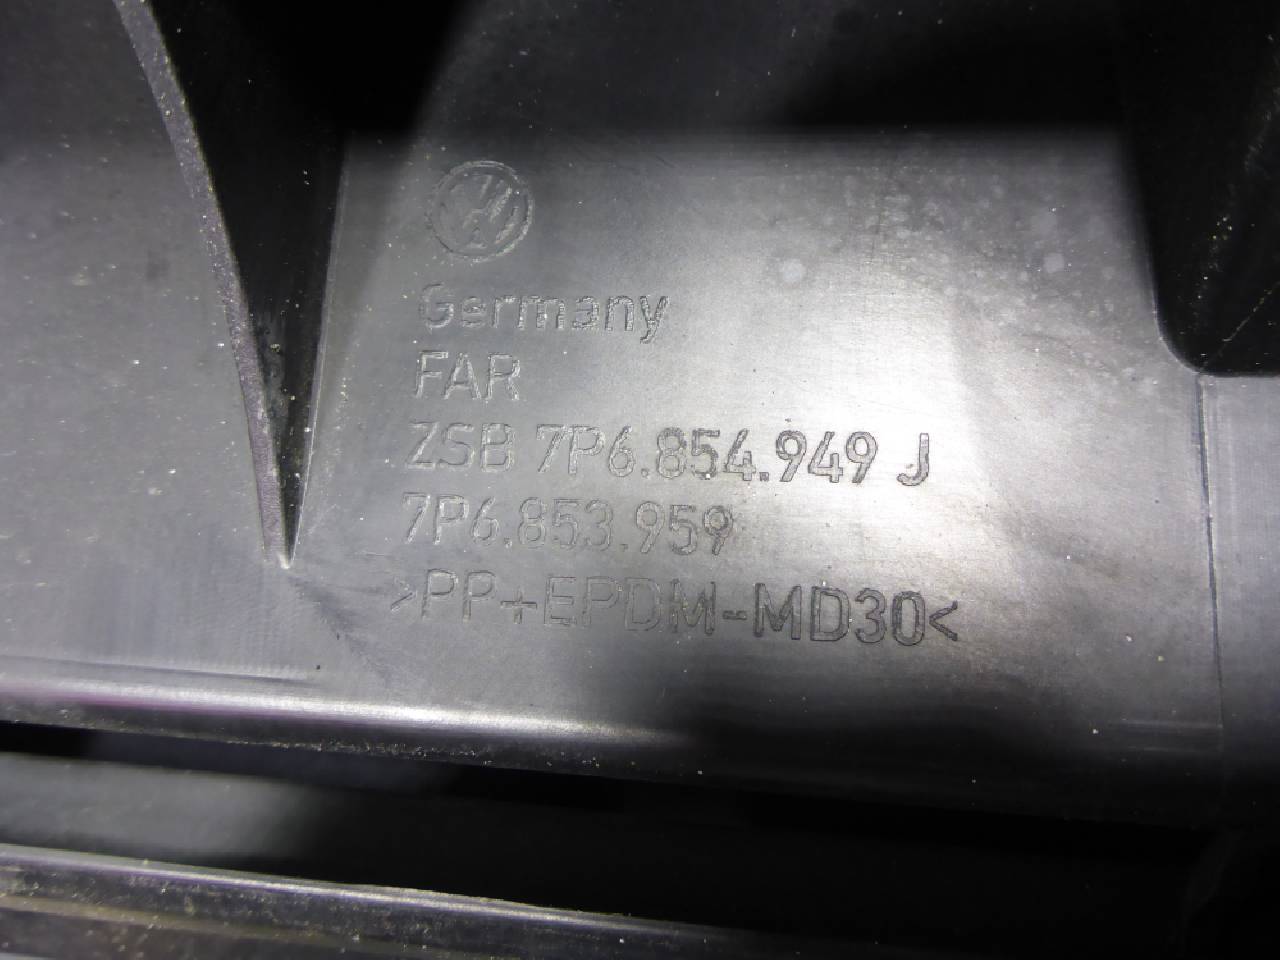 Germany
FAR
ZSB 7P6.854.949 J
7P6.853.959
>PP+EPDM-MD30<